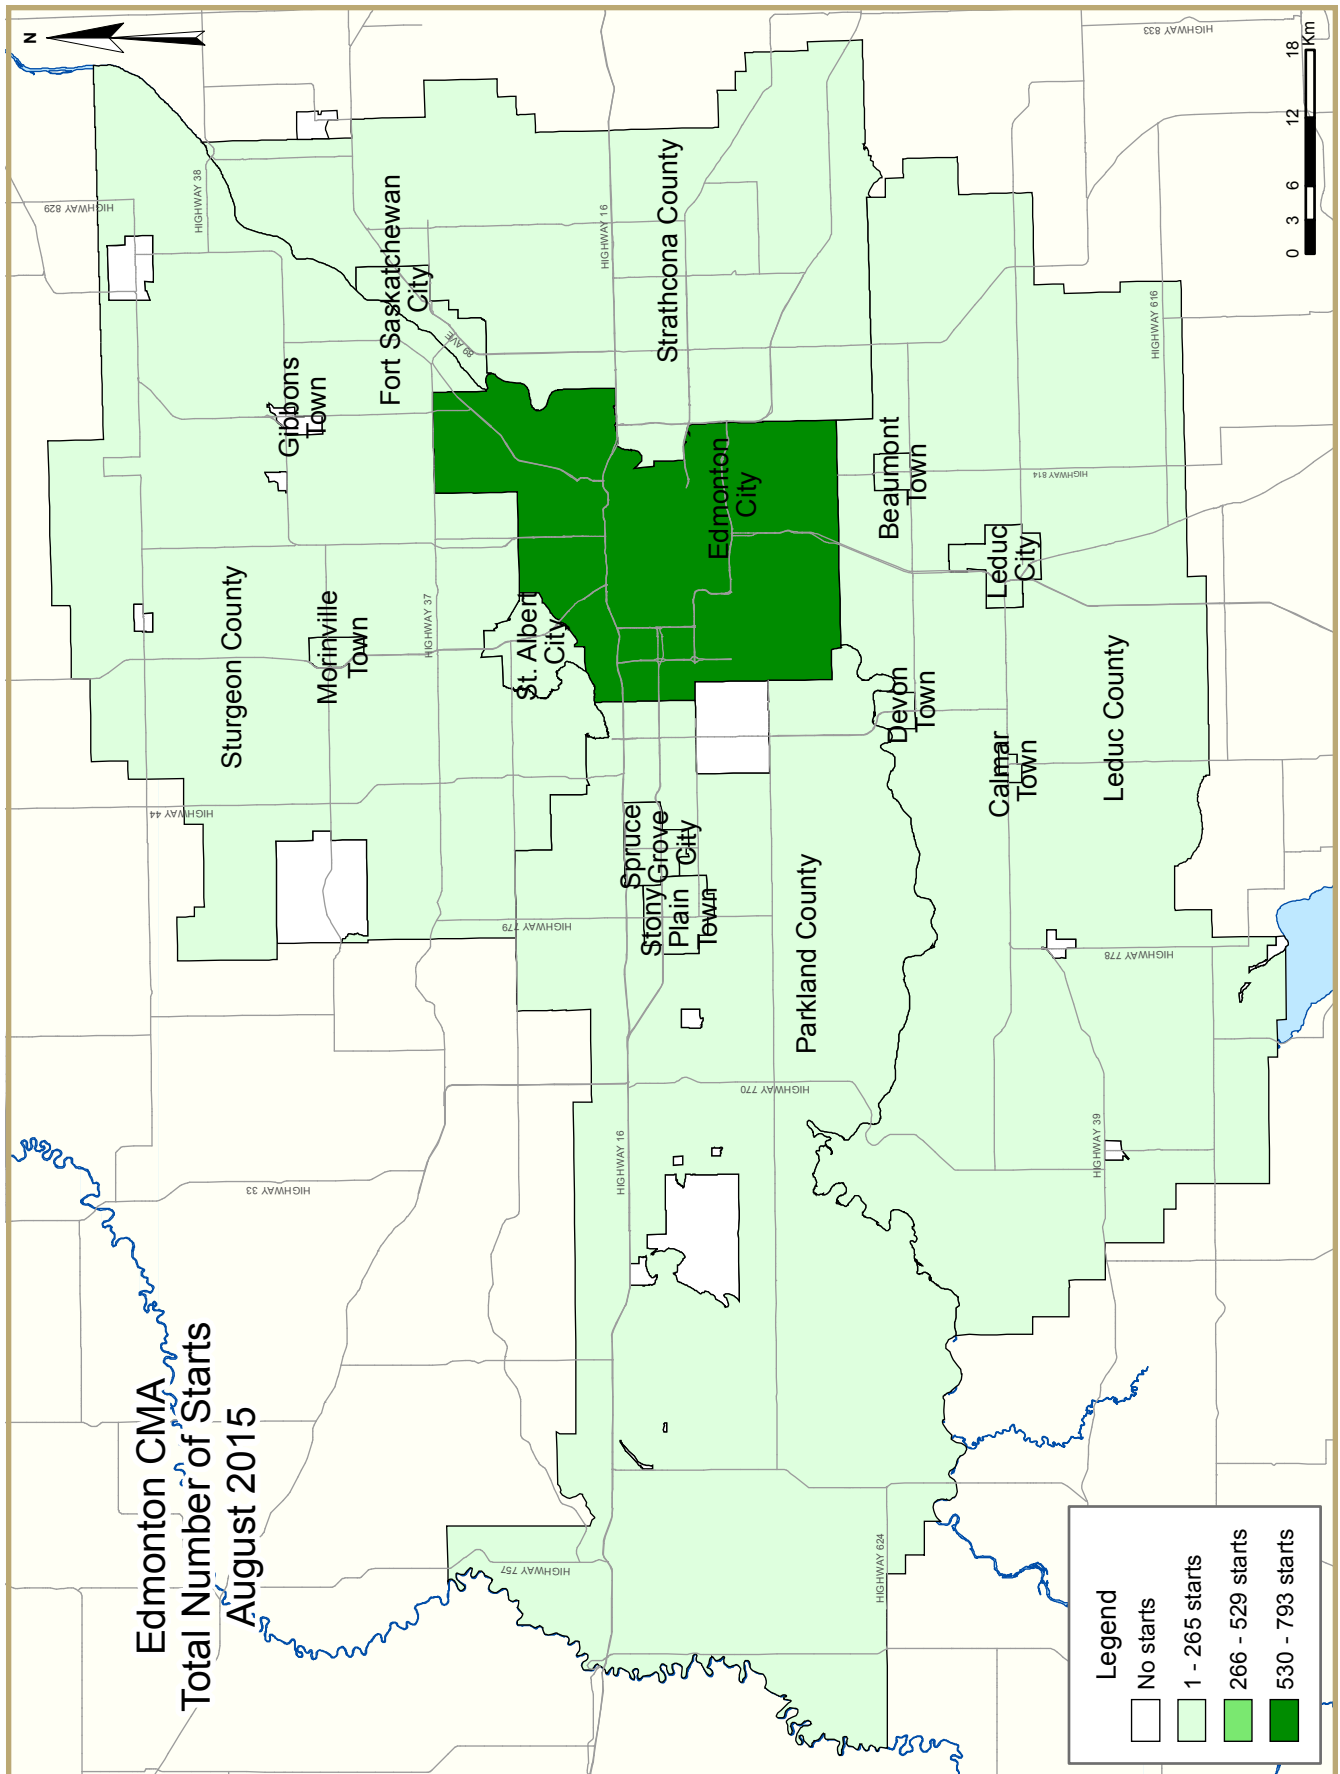 Edmonton CMA
Total Number of Starts
August 2015
N
HIGHWAY 829
HIGHWAY 38
HIGHWAY 833
Gibbons
Town
Fort Saskatchewan
City
89 AVE
HIGHWAY 16
Strathcona County
Sturgeon County
Morinville
Town
HIGHWAY 37
St. Albert
City
Edmonton
City
HIGHWAY 44
HIGHWAY 779
Spruce
Grove
City
Stony
Plain
Town
Parkland County
Beaumont
Town
HIGHWAY 814
HIGHWAY 616
Leduc
City
Devon
Town
Calmar
Town
Leduc County
HIGHWAY 778
HIGHWAY 770
HIGHWAY 33
HIGHWAY 16
HIGHWAY 39
HIGHWAY 757
HIGHWAY 624
0 3 6 12 18
Km
Legend
No starts
1 - 265 starts
266 - 529 starts
530 - 793 starts